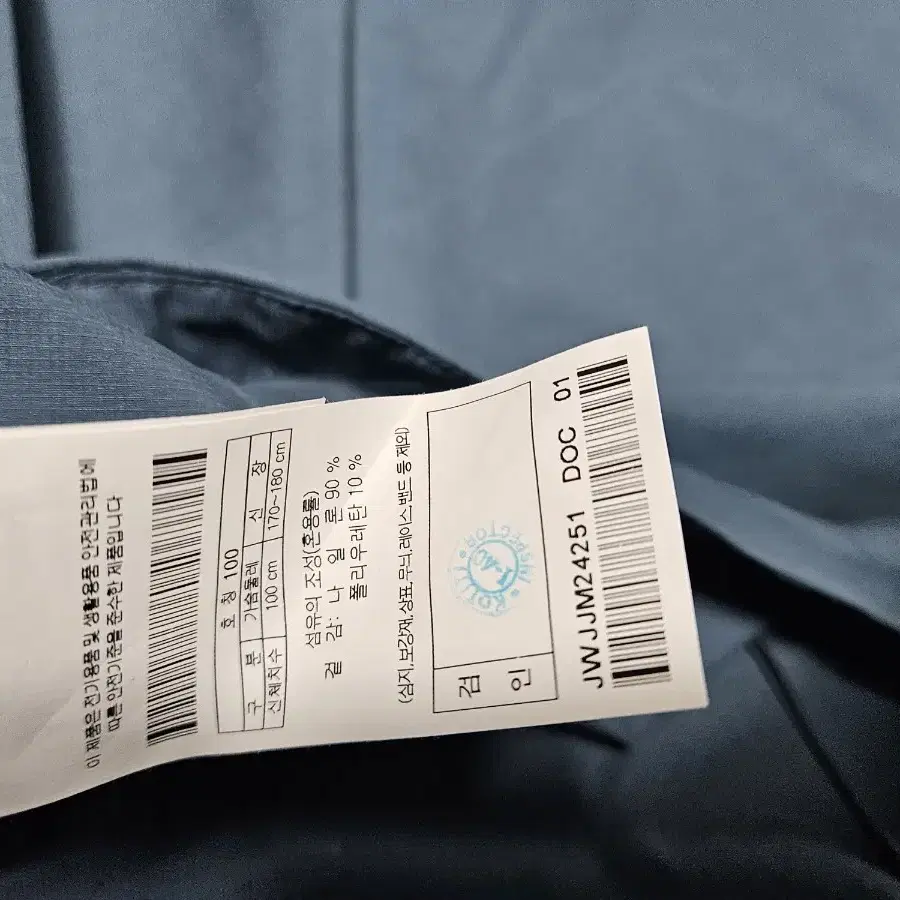 이 제품은 전기용품 및 생활용품 안전관리법에
따른 안전기준을 준수한 제품입니다
호 칭 100
구 분 가슴둘레 신 장
신체치수 100 cm 170~180 cm
섬유의 조성(혼용률)
겉 감: 나 일 론 90 %
폴리우레탄 10 %
(심지,보강재,상표,무늬,레이스밴드 등 제외)
검
인
INSPECTOR
JWJJM24251 DOC 01